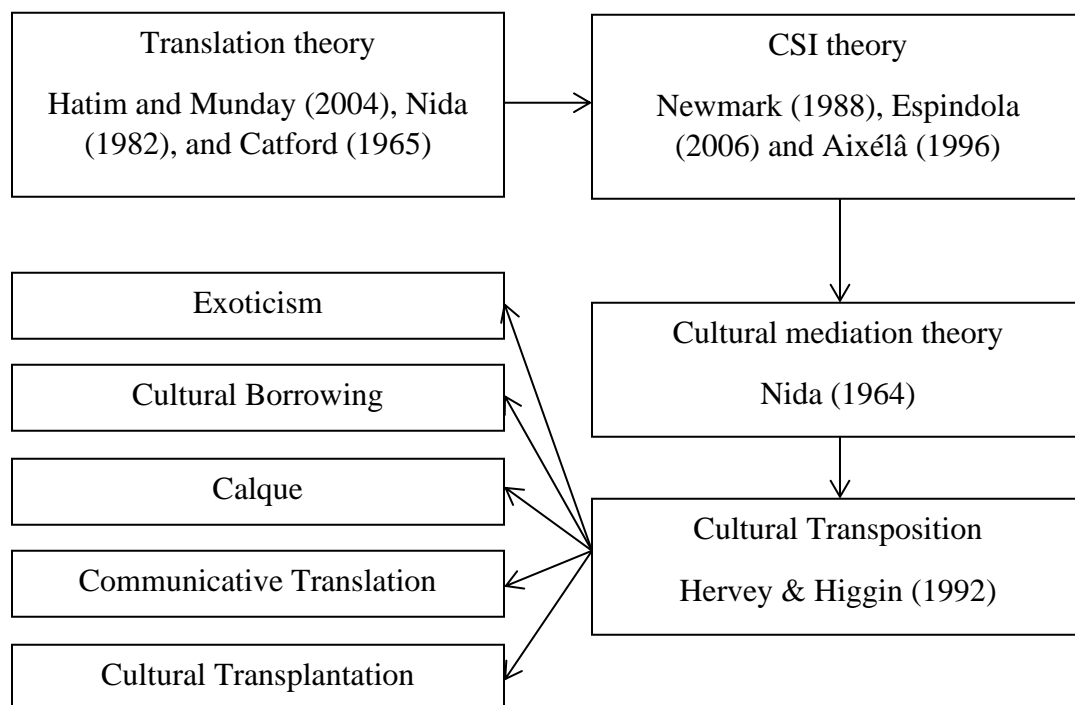 Translation theory
Hatim and Munday (2004), Nida
(1982), and Catford (1965)
CSI theory
Newmark (1988), Espindola
(2006) and Aixélâ (1996)
Cultural mediation theory
Nida (1964)
Cultural Transposition
Hervey & Higgin (1992)
Exoticism
Cultural Borrowing
Calque
Communicative Translation
Cultural Transplantation